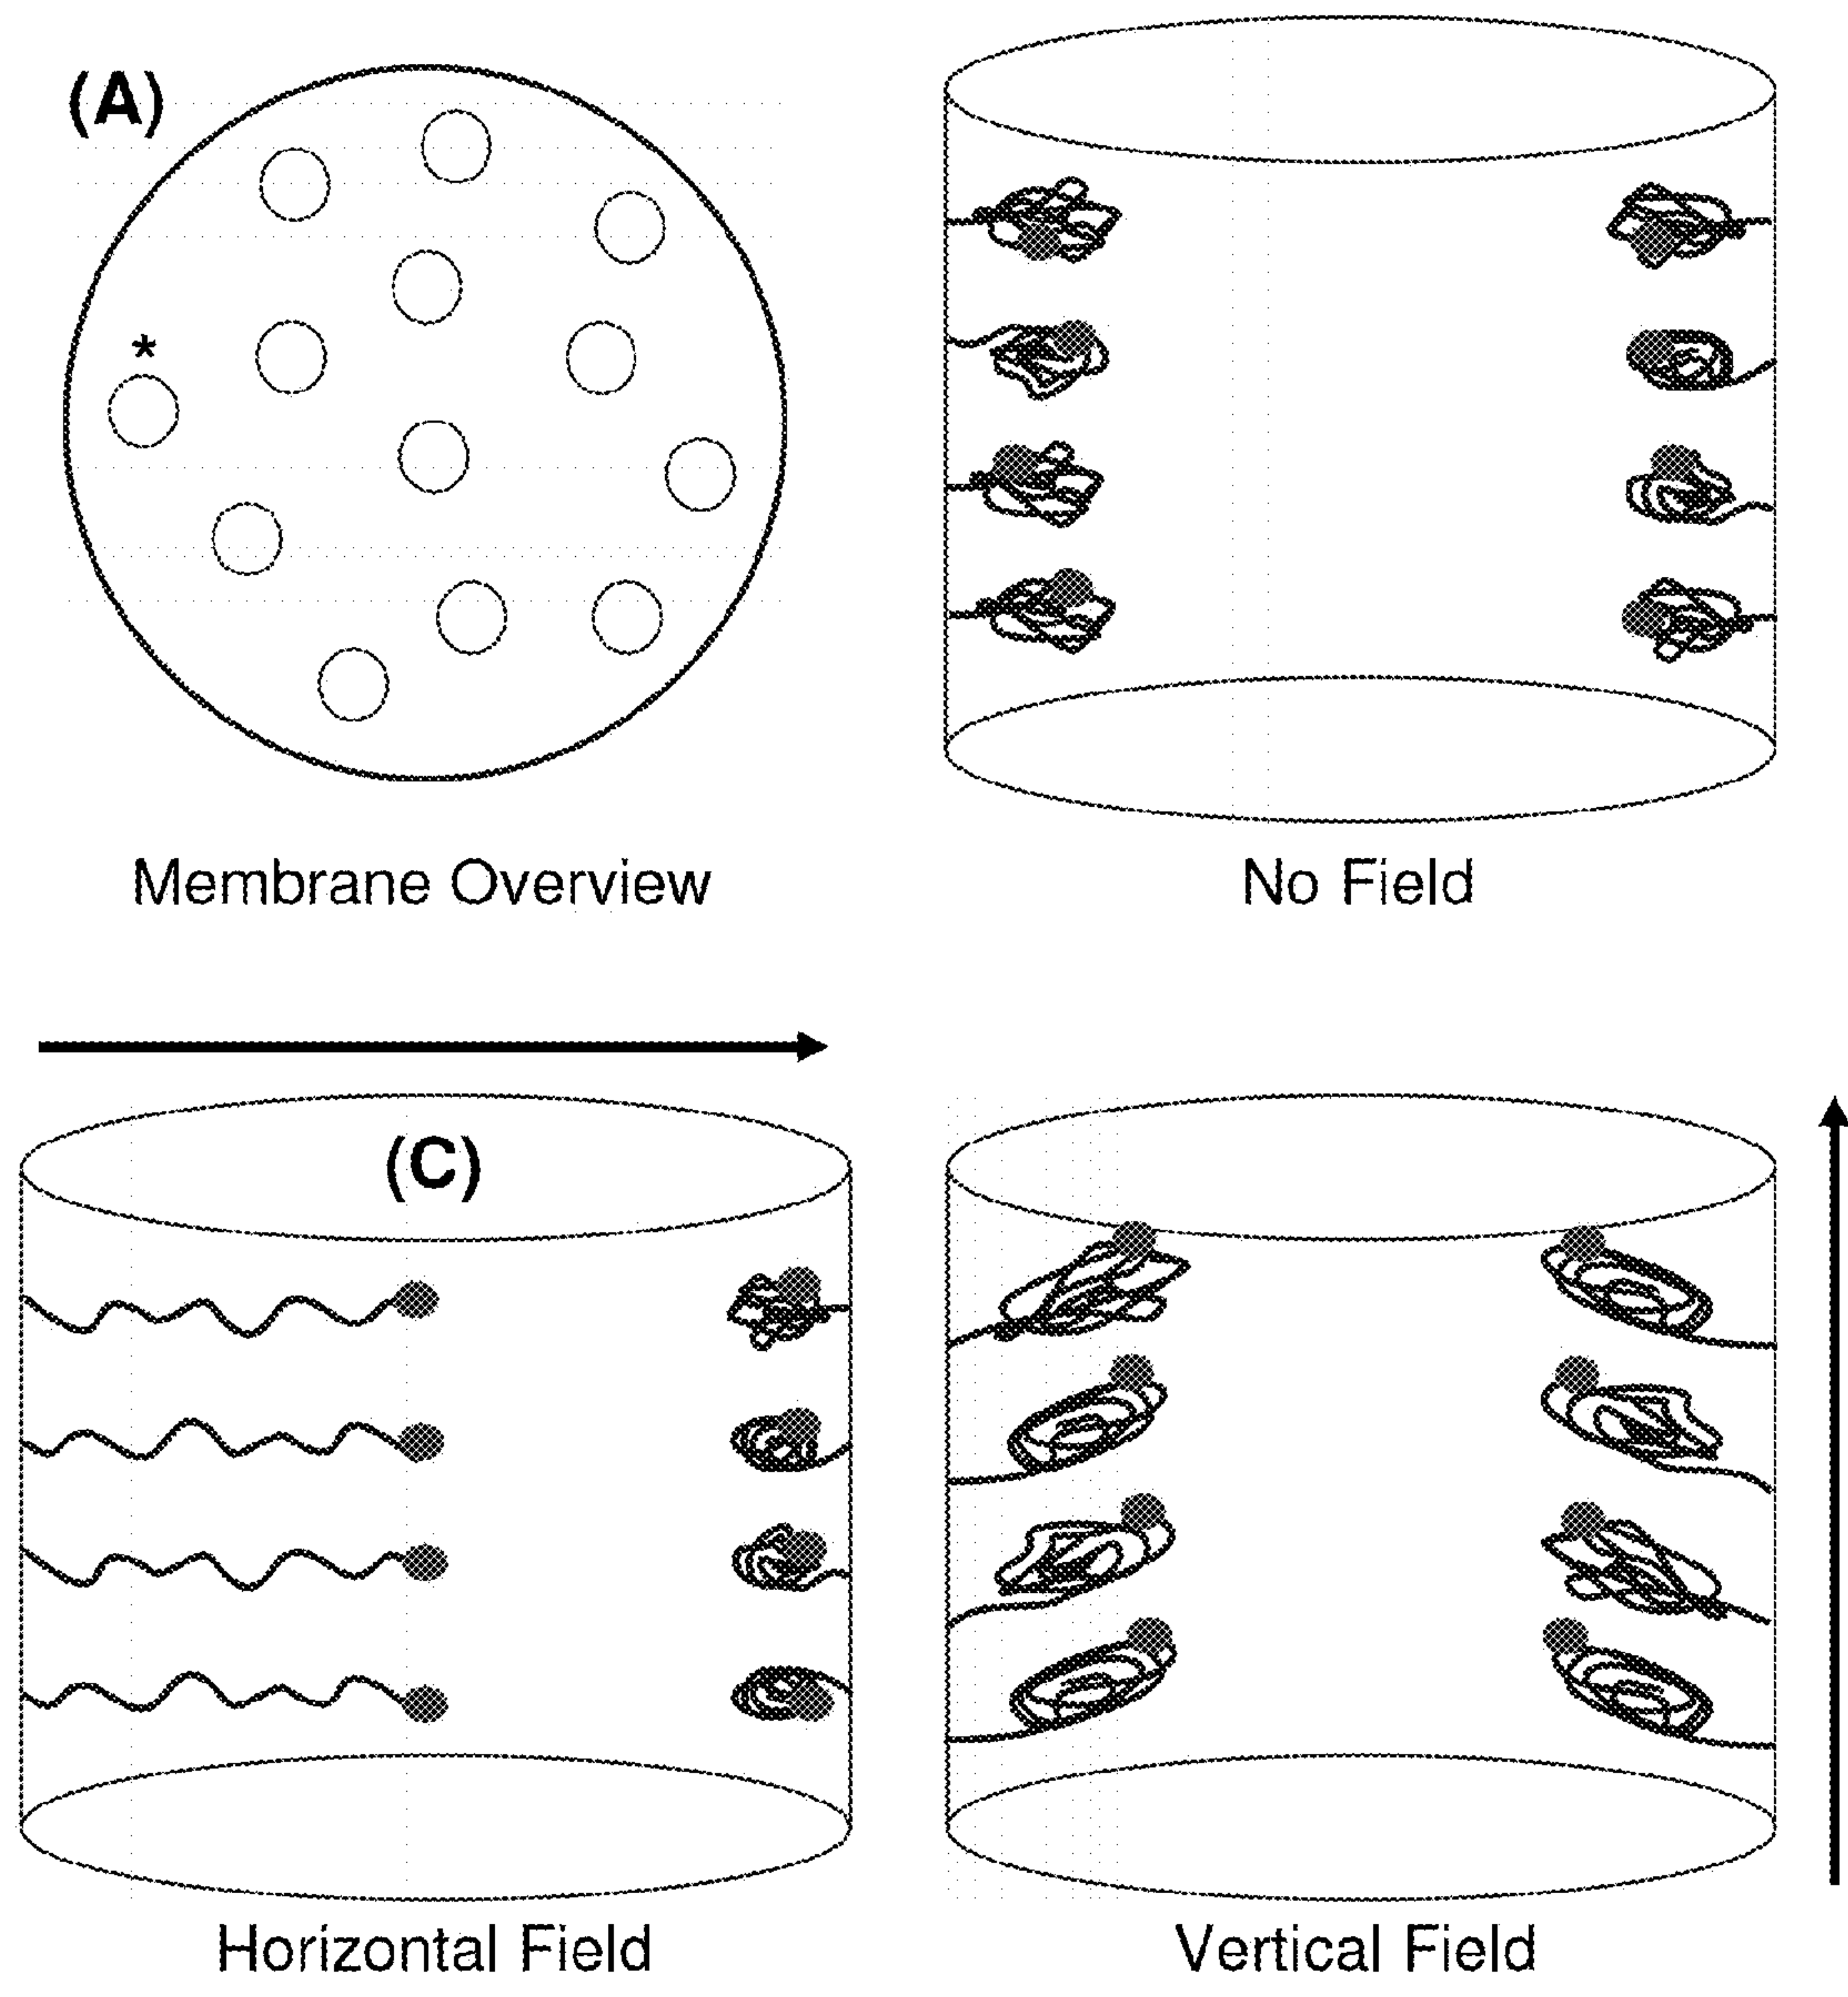 (A)
*
Membrane Overview
No Field
(C)
Horizontal Field
Vertical Field